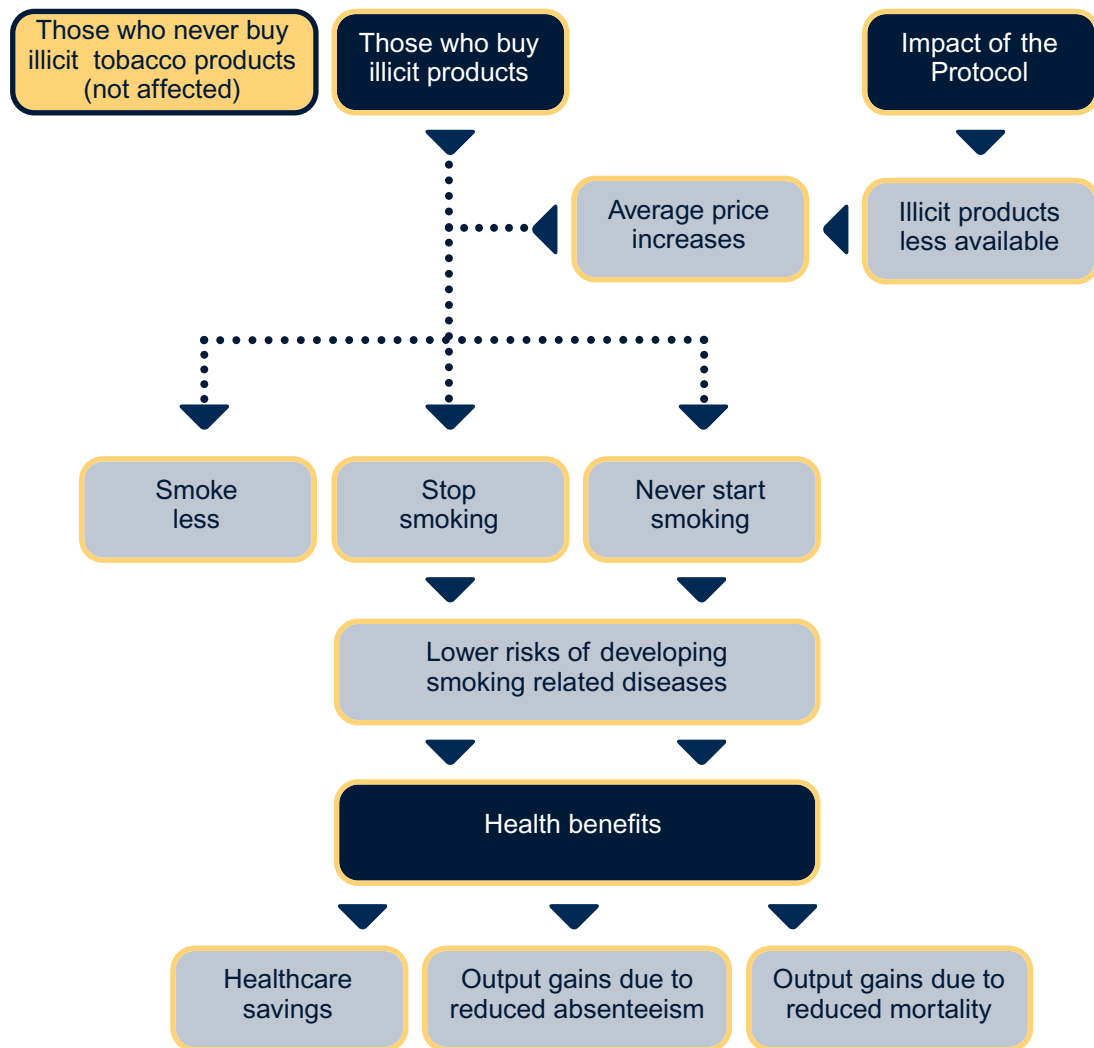 Those who never buy
illicit tobacco products
(not affected)
Those who buy
illicit products
Impact of the
Protocol
Average price
increases
Illicit products
less available
Smoke
less
Stop
smoking
Never start
smoking
Lower risks of developing
smoking related diseases
Health benefits
Healthcare
savings
Output gains due to
reduced absenteeism
Output gains due to
reduced mortality